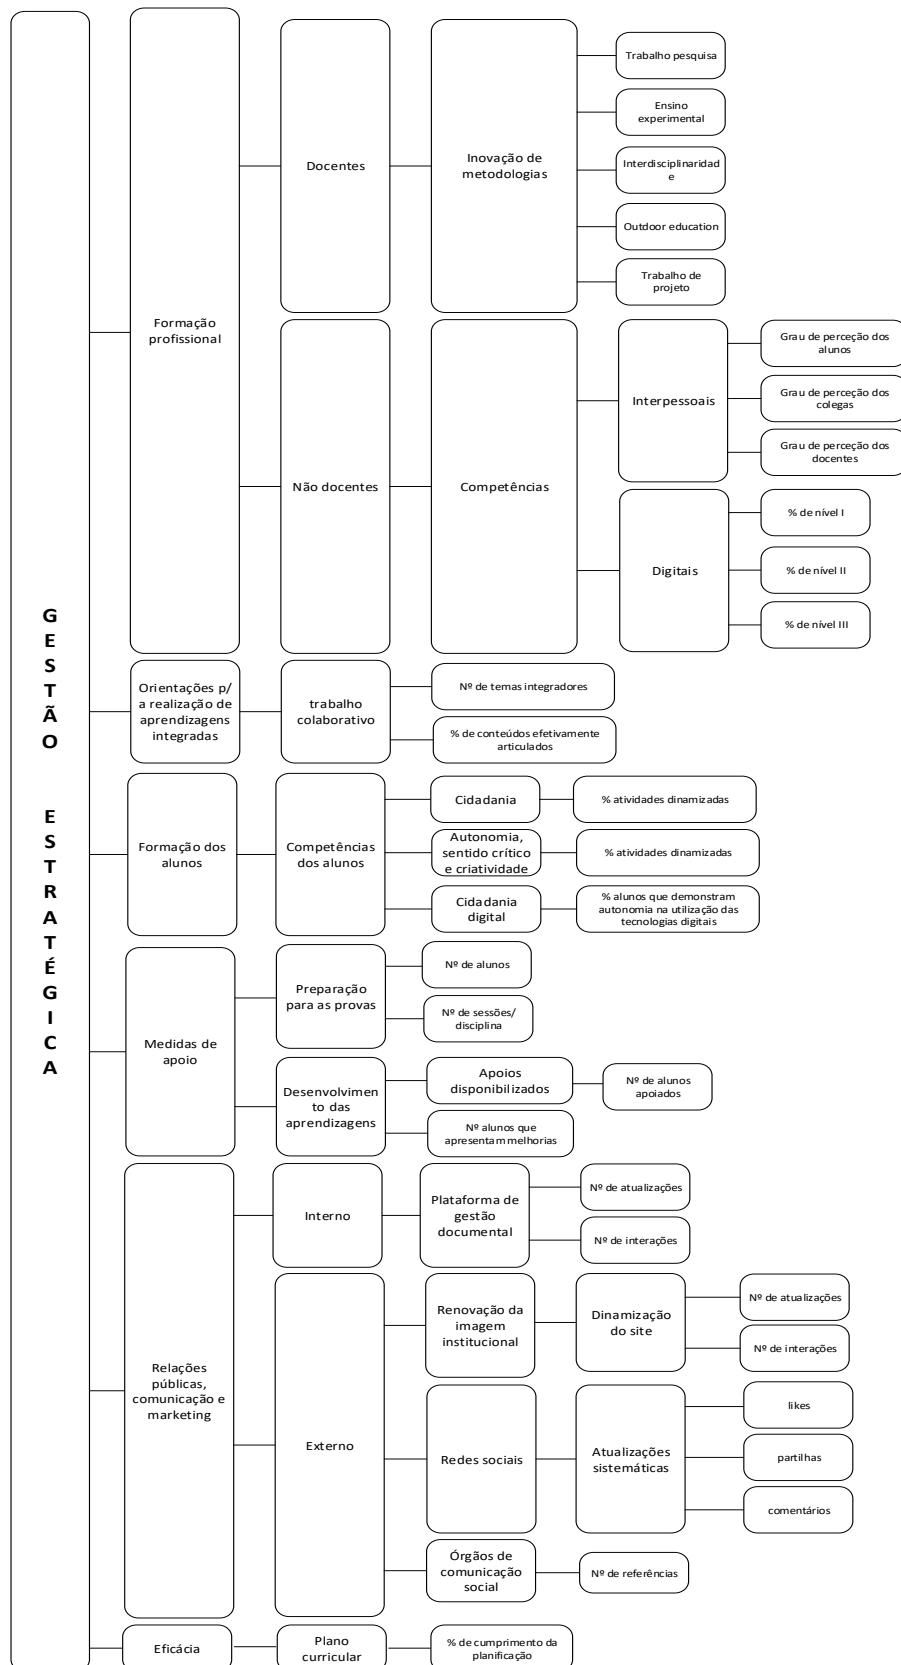 GESTÃO ESTRATÉGICA
Formação
profissional
Docentes
Inovação de
metodologias
Trabalho pesquisa
Ensino
experimental
Interdisciplinaridad
e
Outdoor education
Trabalho de
projeto
Não docentes
Competências
Interpessoais
Grau de perceção dos
alunos
Grau de perceção dos
colegas
Grau de perceção dos
docentes
Digitais
% de nível I
% de nível II
% de nível III
Orientações p/
a realização de
aprendizagens
integradas
trabalho
colaborativo
Nº de temas integradores
% de conteúdos efetivamente
articulados
Formação dos
alunos
Competências
dos alunos
Cidadania
% atividades dinamizadas
Autonomia,
sentido crítico
e criatividade
% atividades dinamizadas
Cidadania
digital
% alunos que demonstram
autonomia na utilização das
tecnologias digitais
Medidas de
apoio
Preparação
para as provas
Nº de alunos
Nº de sessões/
disciplina
Desenvolvimen
to das
aprendizagens
Apoios
disponibilizados
Nº de alunos
apoiados
Nº alunos que
apresentam melhorias
Relações
públicas,
comunicação e
marketing
Interno
Plataforma de
gestão
documental
Nº de atualizações
Nº de interações
Externo
Renovação da
imagem
institucional
Dinamização
do site
Nº de atualizações
Nº de interações
Redes sociais
Atualizações
sistemáticas
likes
partilhas
comentários
Órgãos de
comunicação
social
Nº de referências
Eficácia
Plano
curricular
% de cumprimento da
planificação